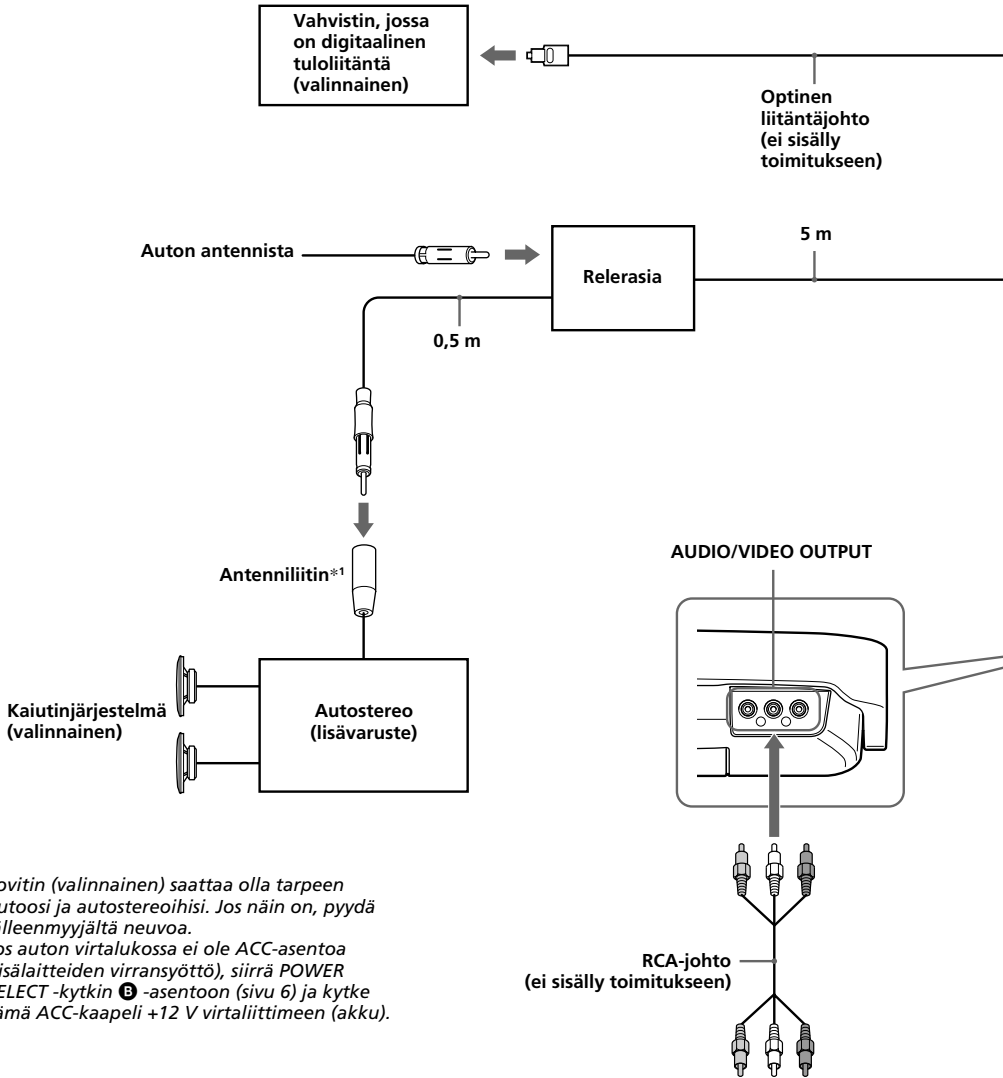 Vahvistin, jossa
on digitaalinen
tuloliitäntä
(valinnainen)
Optinen
liitäntäjohto
(ei sisälly
toimitukseen)
Auton antennista
Relerasia
5 m
0,5 m
Antenniliitin*1
AUDIO/VIDEO OUTPUT
Kaiutinjärjestelmä
(valinnainen)
Autostereo
(lisävaruste)
ovitin (valinnainen) saattaa olla tarpeen
utoosi ja autostereoihisi. Jos näin on, pyydä
älleenmyyjältä neuvoa.
os auton virtalukossa ei ole ACC-asentoa
isälaitteiden virransyöttö), siirrä POWER
ELECT -kytkin B -asentoon (sivu 6) ja kytke
ämä ACC-kaapeli +12 V virtaliittimeen (akku).
RCA-johto
(ei sisälly toimitukseen)